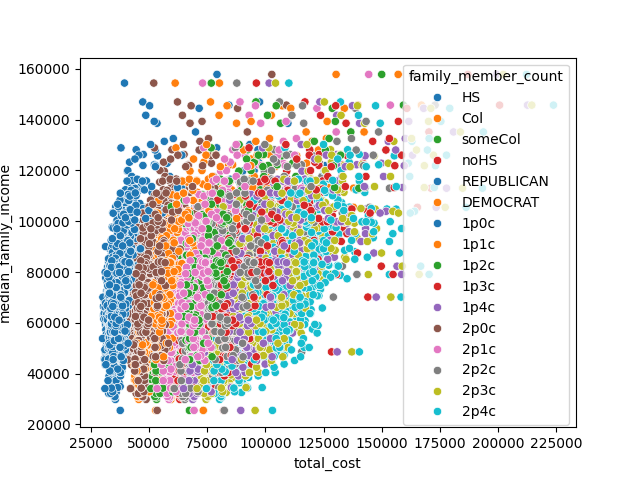 160000
140000
120000
100000
80000
60000
40000
20000
median_family_income
25000 50000 75000 100000 125000 150000 175000 200000 225000
total_cost
family_member_count
HS
Col
someCol
noHS
REPUBLICAN
DEMOCRAT
1p0c
1p1c
1p2c
1p3c
1p4c
2p0c
2p1c
2p2c
2p3c
2p4c